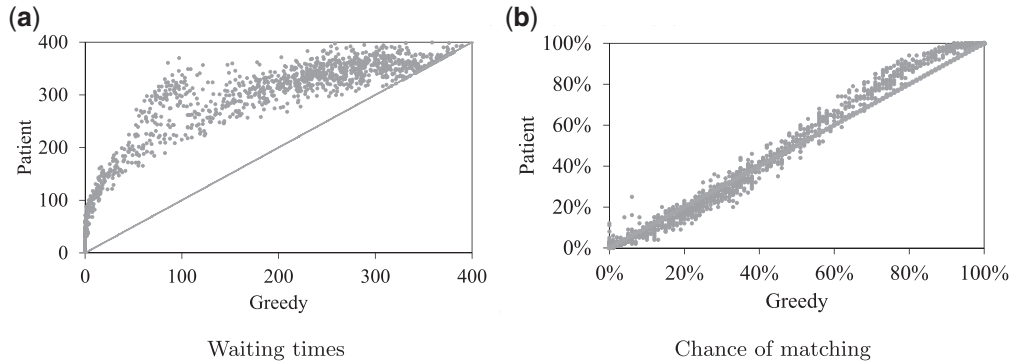 (a)
400
300
200
100
0
Patient
0 100 200 300 400
Greedy
Waiting times
(b)
100%
80%
60%
40%
20%
0%
Patient
0% 20% 40% 60% 80% 100%
Greedy
Chance of matching